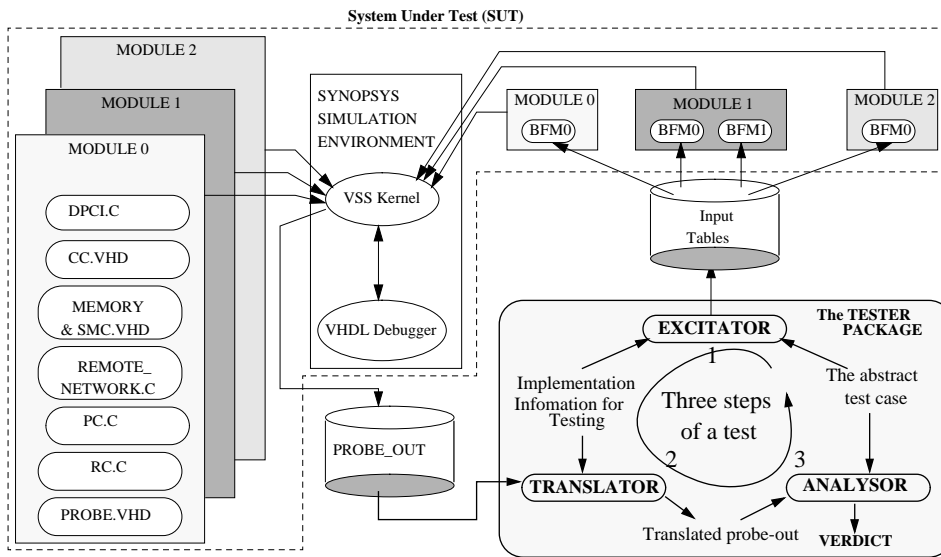 System Under Test (SUT)
MODULE 2
MODULE 1
MODULE 0
DPCI.C
CC.VHD
MEMORY
& SMC.VHD
REMOTE_
NETWORK.C
PC.C
RC.C
PROBE.VHD
SYNOPSYS
SIMULATION
ENVIRONMENT
VSS Kernel
VHDL Debugger
MODULE 0
BFM0
MODULE 1
BFM0
BFM1
MODULE 2
BFM0
Input
Tables
PROBE_OUT
The TESTER
PACKAGE
EXCITATOR
1
Implementation
Infomation for
Testing
Three steps
of a test
The abstract
test case
2
3
TRANSLATOR
ANALYSOR
Translated probe-out
VERDICT